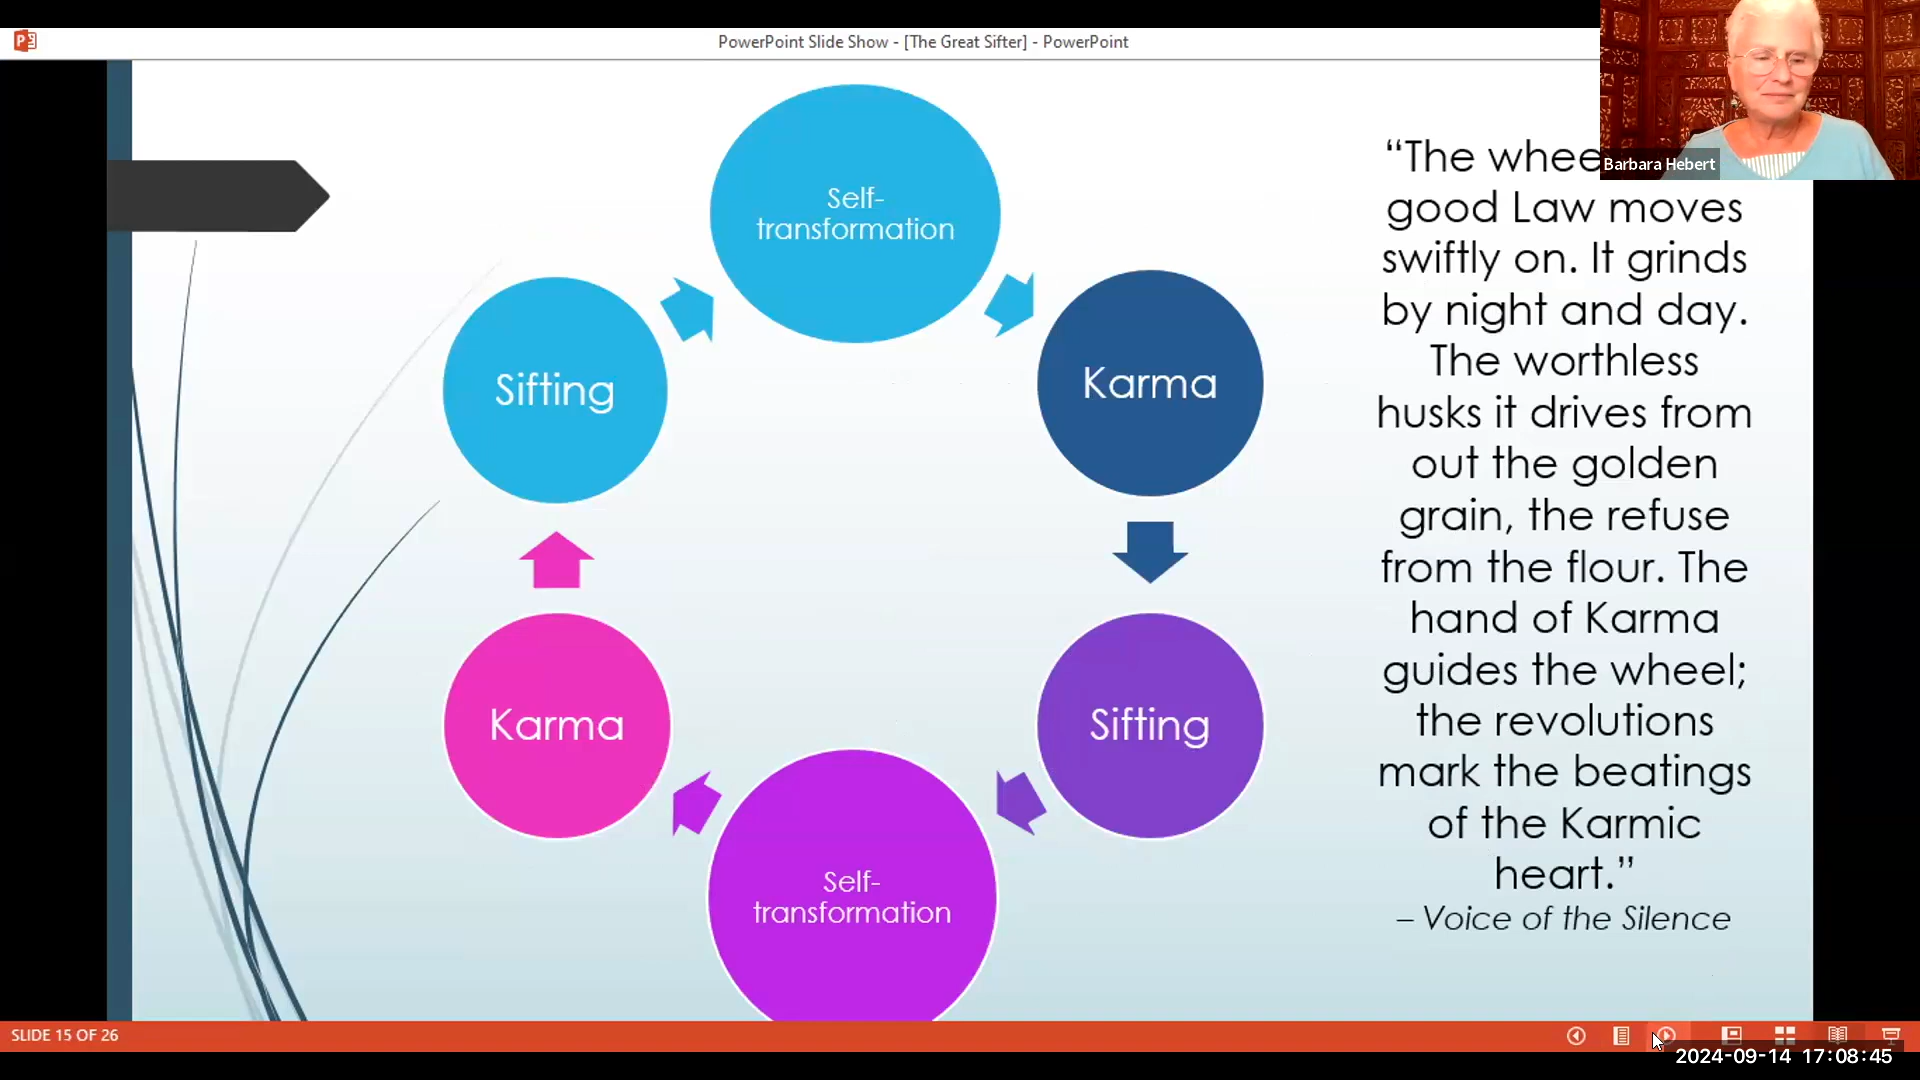 PowerPoint Slide Show - [The Great Sifter] - PowerPoint
Barbara Hebert
Self-
transformation
Karma
Sifting
Self-
transformation
Karma
Sifting
“The
good Law moves
swiftly on. It grinds
by night and day.
The worthless
husks it drives from
out the golden
grain, the refuse
from the flour. The
hand of Karma
guides the wheel;
the revolutions
mark the beatings
of the Karmic
heart.”
– Voice of the Silence
SLIDE 15 OF 26
2024-09-14 17:08:45